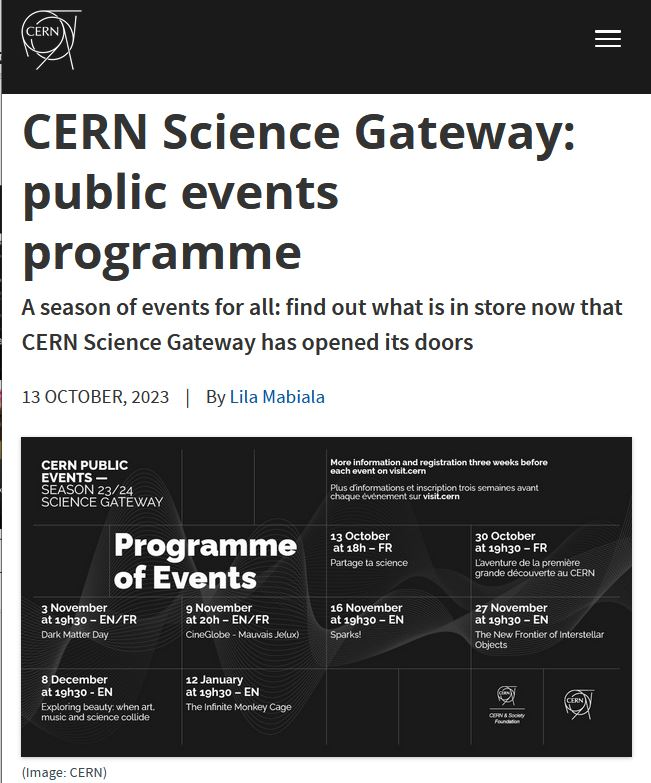 CERN
CERN Science Gateway:
public events
programme
A season of events for all: find out what is in store now that
CERN Science Gateway has opened its doors
13 OCTOBER, 2023 | By Lila Mabiala
CERN PUBLIC
EVENTS —
SEASON 23/24
SCIENCE GATEWAY
More information and registration three weeks before
each event on visit.cern
Plus d'informations et inscription trois semaines avant
chaque événement sur visit.cern
Programme
of Events
13 October
at 18h – FR
Partage ta science
30 October
at 19h30 – FR
L'aventure de la première
grande découverte au CERN
3 November
at 19h30 – EN/FR
Dark Matter Day
9 November
at 20h – EN/FR
CineGlobe - Mauvais Je(ux)
16 November
at 19h30 – EN
Sparks!
27 November
at 19h30 – EN
The New Frontier of Interstellar
Objects
8 December
at 19h30 - EN
Exploring beauty: when art,
music and science collide
12 January
at 19h30 – EN
The Infinite Monkey Cage
CERN
CERN & Society
Foundation
CERN
(Image: CERN)